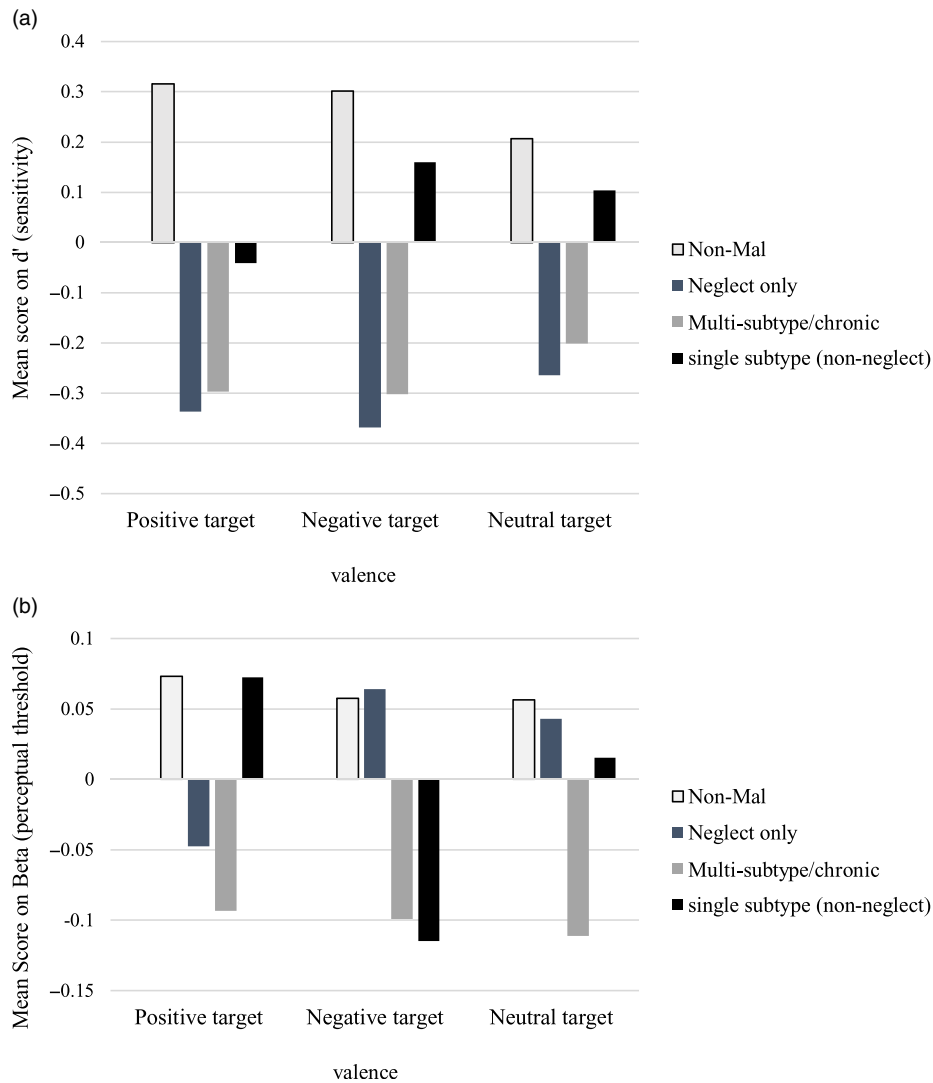 (a)
0.4
0.3
0.2
0.1
0
–0.1
–0.2
–0.3
–0.4
–0.5
Mean score on d' (sensitivity)
Positive target
Negative target
Neutral target
valence
Non-Mal
Neglect only
Multi-subtype/chronic
single subtype (non-neglect)
(b)
0.1
0.05
0
–0.05
-0.1
–0.15
Mean Score on Beta (perceptual threshold)
Positive target
Negative target
Neutral target
valence
Non-Mal
Neglect only
Multi-subtype/chronic
single subtype (non-neglect)